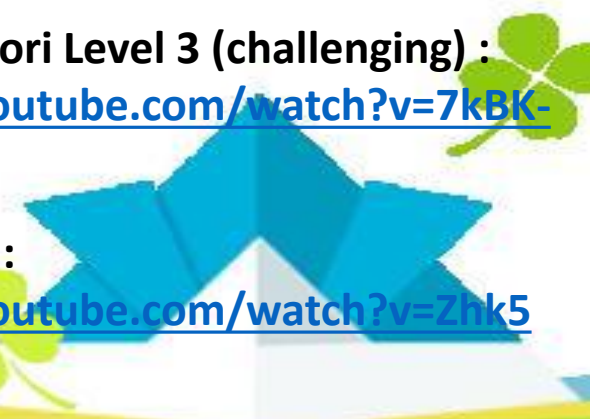 ori Level 3 (challenging) :
outube.com/watch?v=7kBK-
:
outube.com/watch?v=Zhk5